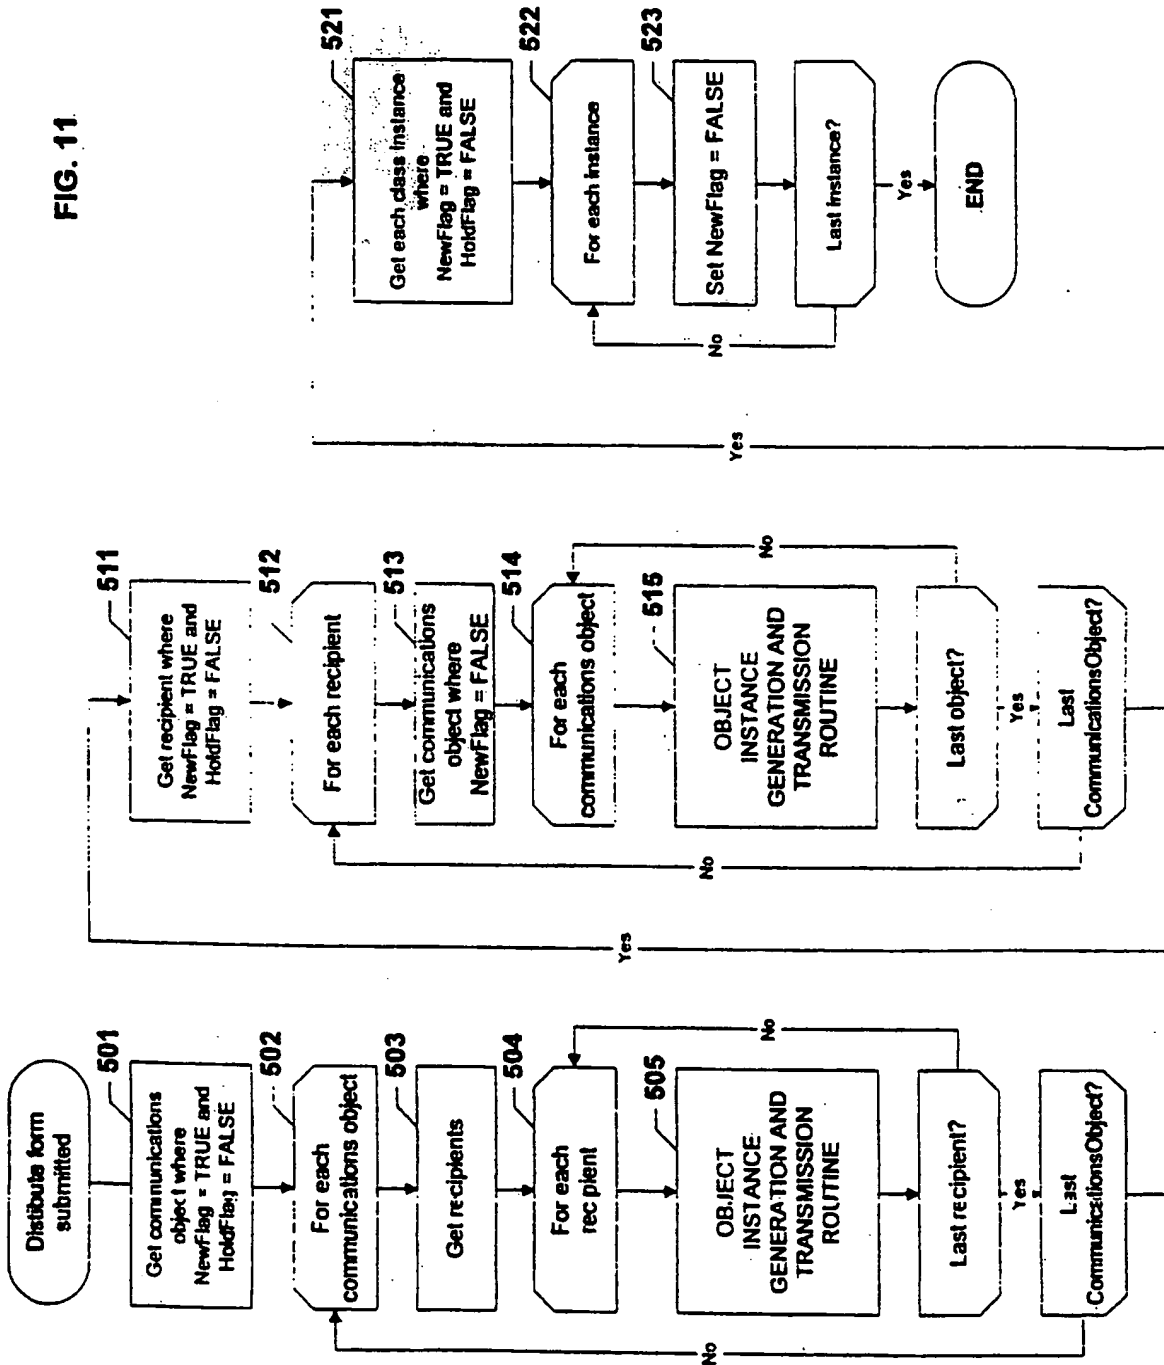 FIG. 11
Distibute form
submitted
501
Get communications
object where
NewFlag = TRUE and
HoldFlag = FALSE
502
For each
communications object
503
Get recipients
504
For each
recipient
505
OBJECT
INSTANCE
GENERATION AND
TRANSMISSION
ROUTINE
No
Last recipient?
Yes
Last
CommunicationsObject?
No
Yes
511
Get recipient where
NewFlag = TRUE and
HoldFlag = FALSE
512
For each recipient
513
Get communications
object where
NewFlag = FALSE
514
For each
communications object
515
OBJECT
INSTANCE
GENERATION AND
TRANSMISSION
ROUTINE
No
Last object?
Yes
Last
CommunicationsObject?
No
Yes
521
Get each class instance
where
NewFlag = TRUE and
HoldFlag = FALSE
522
For each instance
523
Set NewFlag = FALSE
Last instance?
No
Yes
END